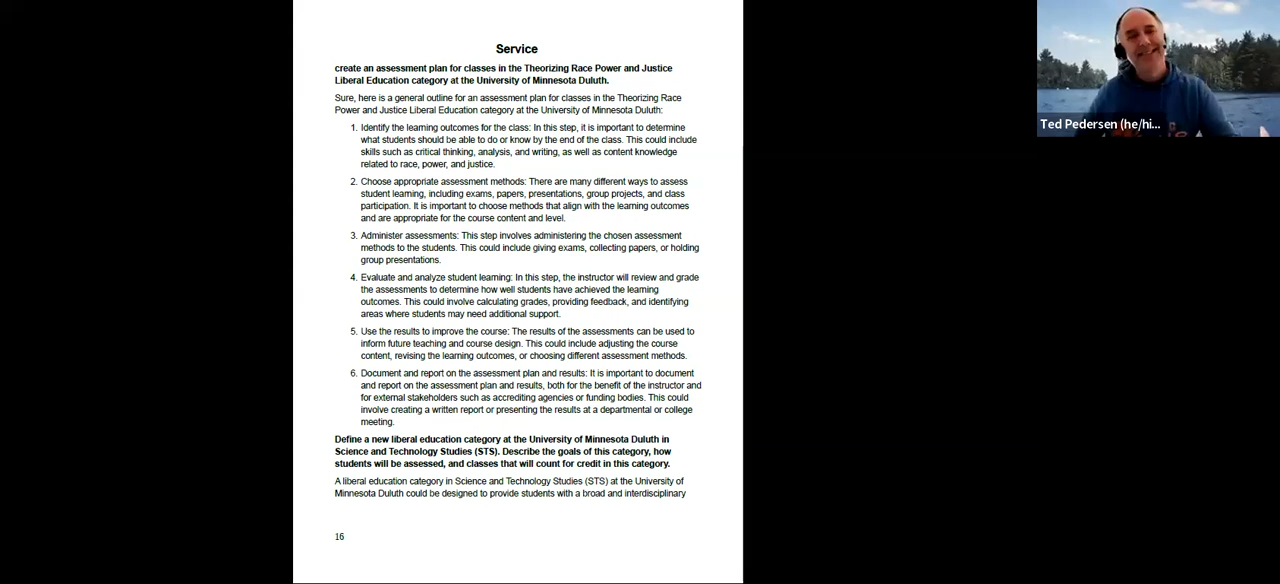 Service
create an assessment plan for classes in the Theorizing Race Power and Justice
Liberal Education category at the University of Minnesota Duluth.
Sure, here is a general outline for an assessment plan for classes in the Theorizing Race
Power and Justice Liberal Education category at the University of Minnesota Duluth:
1. Identify the learning outcomes for the class: In this step, it is important to determine
what students should be able to do or know by the end of the class. This could include
skills such as critical thinking, analysis, and writing, as well as content knowledge
related to race, power, and justice.
2. Choose appropriate assessment methods: There are many different ways to assess
student learning, including exams, papers, presentations, group projects, and class
participation. It is important to choose methods that align with the learning outcomes
and are appropriate for the course content and level.
3. Administer assessments: This step involves administering the chosen assessment
methods to the students. This could include giving exams, collecting papers, or holding
group presentations.
4. Evaluate and analyze student learning: In this step, the instructor will review and grade
the assessments to determine how well students have achieved the learning
outcomes. This could involve calculating grades, providing feedback, and identifying
areas where students may need additional support.
5. Use the results to improve the course: The results of the assessments can be used to
inform future teaching and course design. This could include adjusting the course
content, revising the learning outcomes, or choosing different assessment methods.
6. Document and report on the assessment plan and results: It is important to document
and report on the assessment plan and results, both for the benefit of the instructor and
for external stakeholders such as accrediting agencies or funding bodies. This could
involve creating a written report or presenting the results at a departmental or college
meeting.
Define a new liberal education category at the University of Minnesota Duluth in
Science and Technology Studies (STS). Describe the goals of this category, how
students will be assessed, and classes that will count for credit in this category.
A liberal education category in Science and Technology Studies (STS) at the University of
Minnesota Duluth could be designed to provide students with a broad and interdisciplinary
16
Ted Pedersen (he/hi...